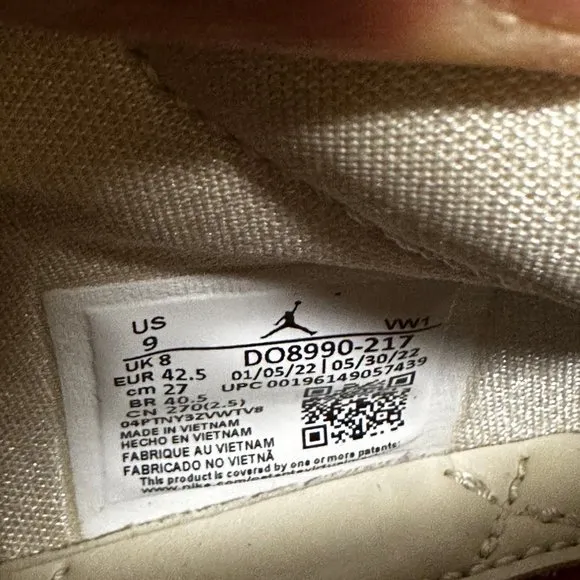 US
9
VW1
UK 8
DO8990-217
EUR 42.5
01/05/22 | 05/30/22
cm 27
UPC 00196149057439
BR 40.5
CN 270(2.5)
04PTNY3ZVWTV8
MADE IN VIETNAM
HECHO EN VIETNAM
FABRIQUE AU VIETNAM
FABRICADO NO VIETNÃ
This product is covered by one or more patents: